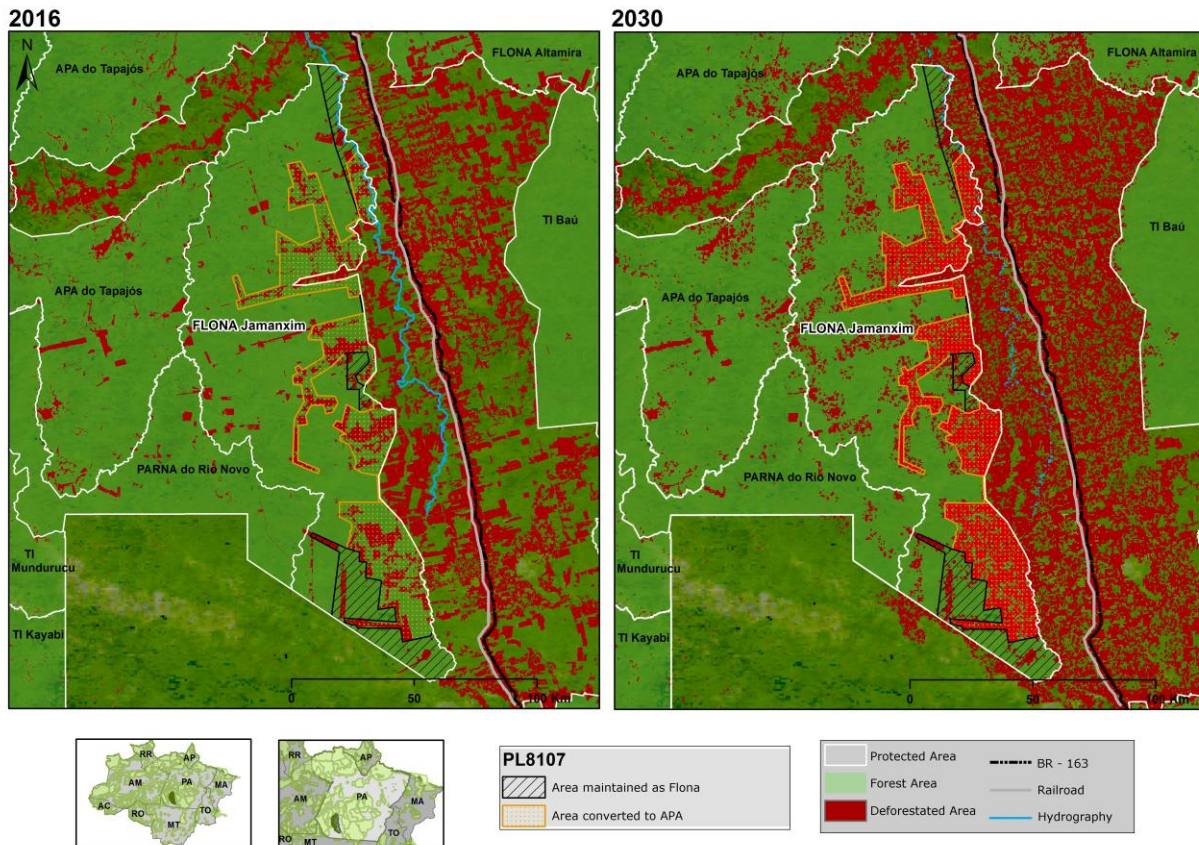 2016
2030
N
APA do Tapajós
FLONA Altamira
TI Baú
APA do Tapajós
FLONA Jamanxim
PARNA do Rio Novo
TI
Mundurucu
TI Kayabi
0 50 100 Km
APA do Tapajós
FLONA Altamira
TI Baú
APA do Tapajós
FLONA Jamanxim
PARNA do Rio Novo
TI
Mundurucu
TI Kayabi
0 50 100 Km
RR
AP
AM
PA
MA
AC
RO
TO
MT
RR
AP
AM
PA
MA
TO
RO
MT
PL8107
Area maintained as Flona
Area converted to APA
Protected Area
Forest Area
Deforestated Area
BR - 163
Railroad
Hydrography